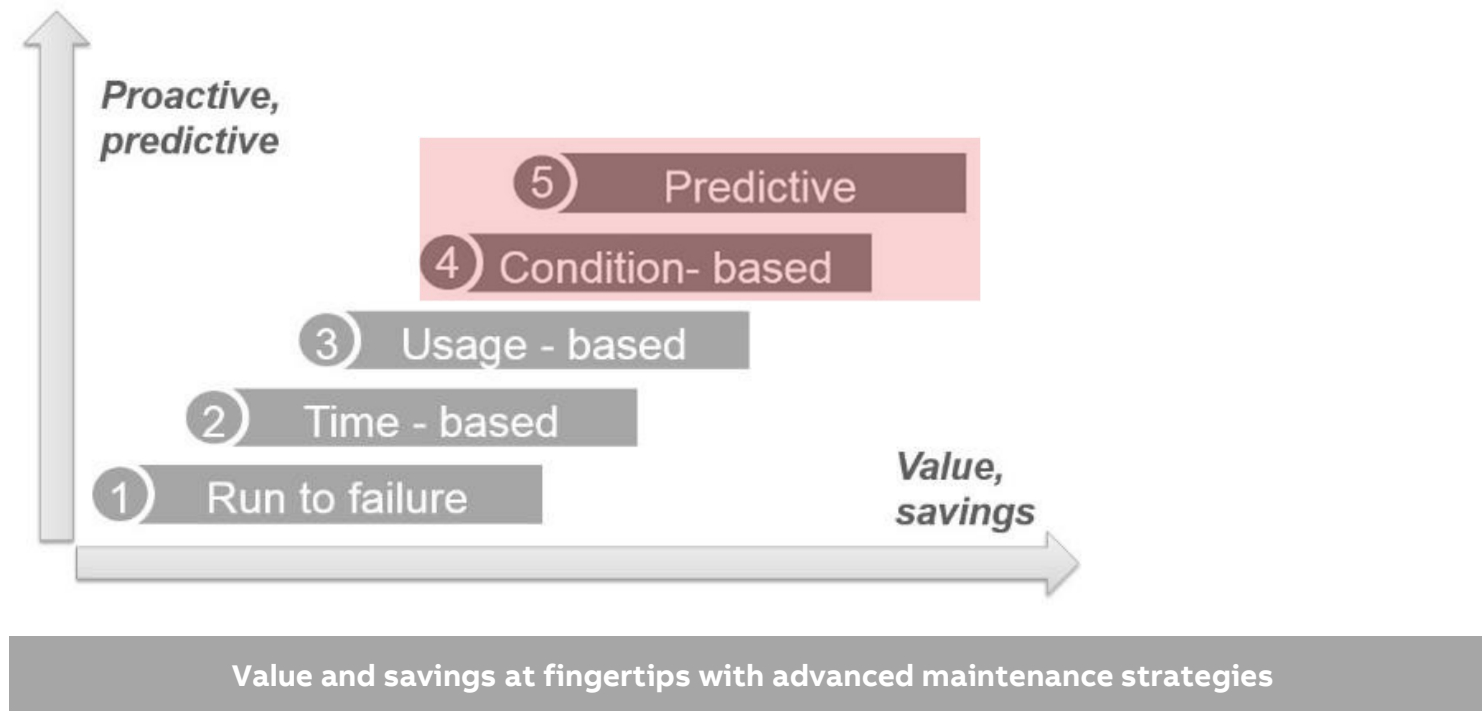 Proactive,
predictive
5 Predictive
4 Condition- based
3 Usage - based
2 Time - based
1 Run to failure
Value,
savings
Value and savings at fingertips with advanced maintenance strategies